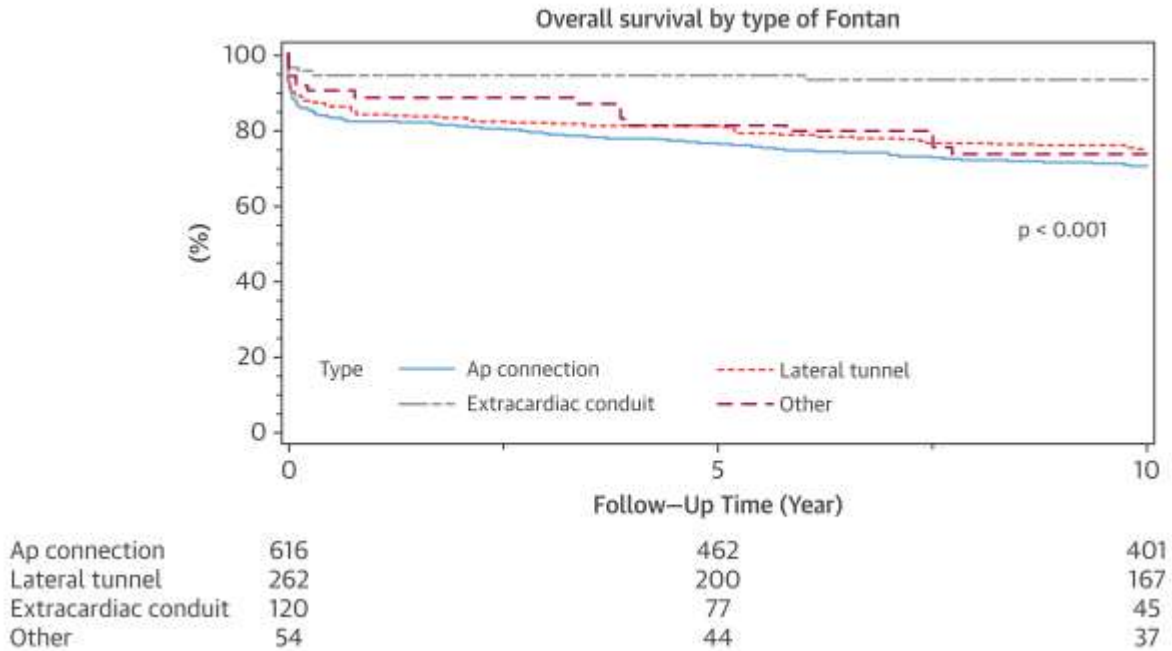 Overall survival by type of Fontan
100
80
60
40
20
0
(%)
p < 0.001
Type
Ap connection
Lateral tunnel
Extracardiac conduit
Other
0 5 10
Follow–Up Time (Year)
Ap connection 616 462 401
Lateral tunnel 262 200 167
Extracardiac conduit 120 77 45
Other 54 44 37